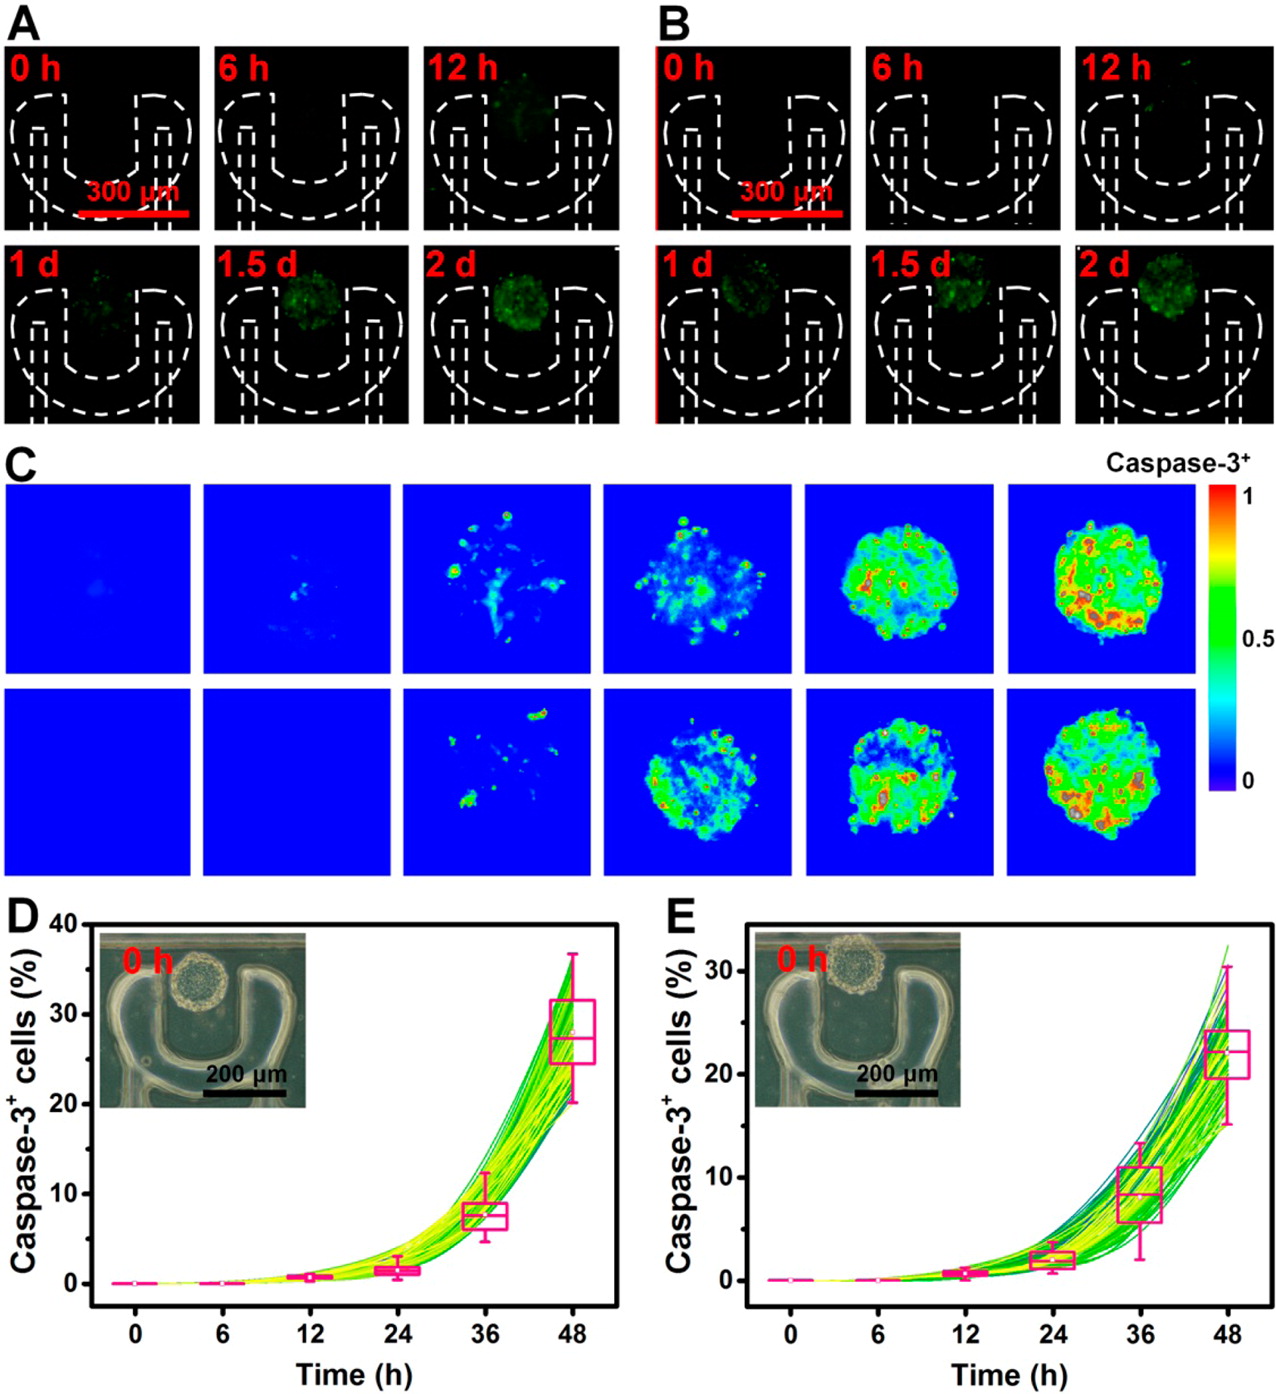 A
B
0 h
6 h
12 h
0 h
6 h
12 h
300 µm
300 µm
1 d
1.5 d
2 d
1 d
1.5 d
2 d
C
Caspase-3⁺
1
0.5
0
D
E
Caspase-3⁺ cells (%)
40
30
20
10
0
0 h
200 µm
0 6 12 24 36 48
Time (h)
Caspase-3⁺ cells (%)
30
20
10
0
0 h
200 µm
0 6 12 24 36 48
Time (h)